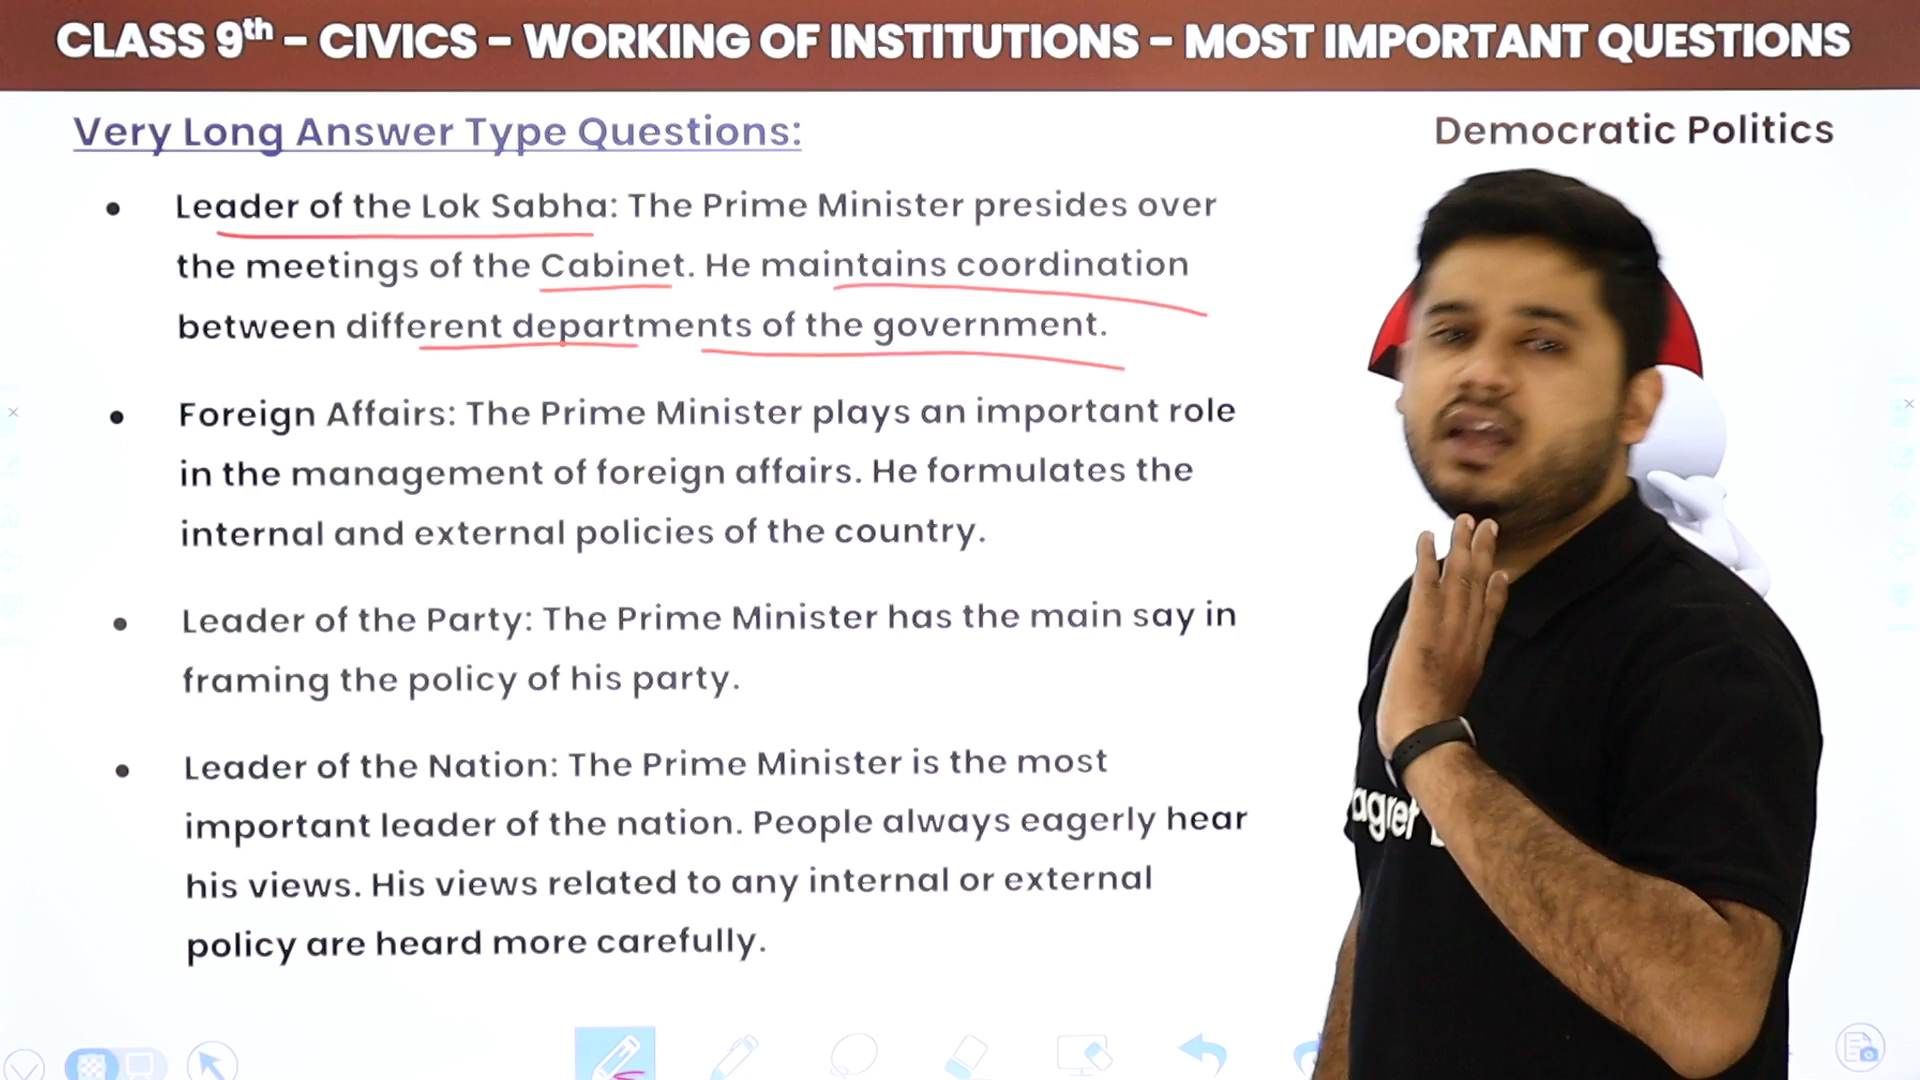 CLASS 9th – CIVICS – WORKING OF INSTITUTIONS – MOST IMPORTANT QUESTIONS
Very Long Answer Type Questions:
Democratic Politics
• Leader of the Lok Sabha: The Prime Minister presides over
the meetings of the Cabinet. He maintains coordination
between different departments of the government.
• Foreign Affairs: The Prime Minister plays an important role
in the management of foreign affairs. He formulates the
internal and external policies of the country.
• Leader of the Party: The Prime Minister has the main say in
framing the policy of his party.
• Leader of the Nation: The Prime Minister is the most
important leader of the nation. People always eagerly hear
his views. His views related to any internal or external
policy are heard more carefully.